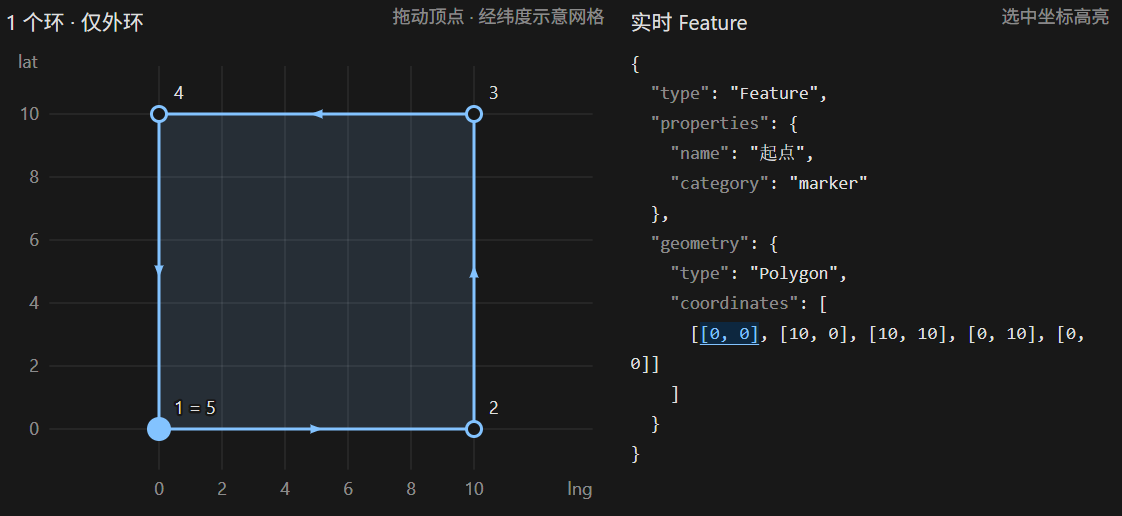 1 个环 · 仅外环
拖动顶点 · 经纬度示意网格
lat
4
3
10
8
6
4
2
1 = 5
2
0
0
2
4
6
8
10
lng
实时 Feature
选中坐标高亮
{
  "type": "Feature",
  "properties": {
    "name": "起点",
    "category": "marker"
  },
  "geometry": {
    "type": "Polygon",
    "coordinates": [
      [[0, 0], [10, 0], [10, 10], [0, 10], [0,
0]]
    ]
  }
}